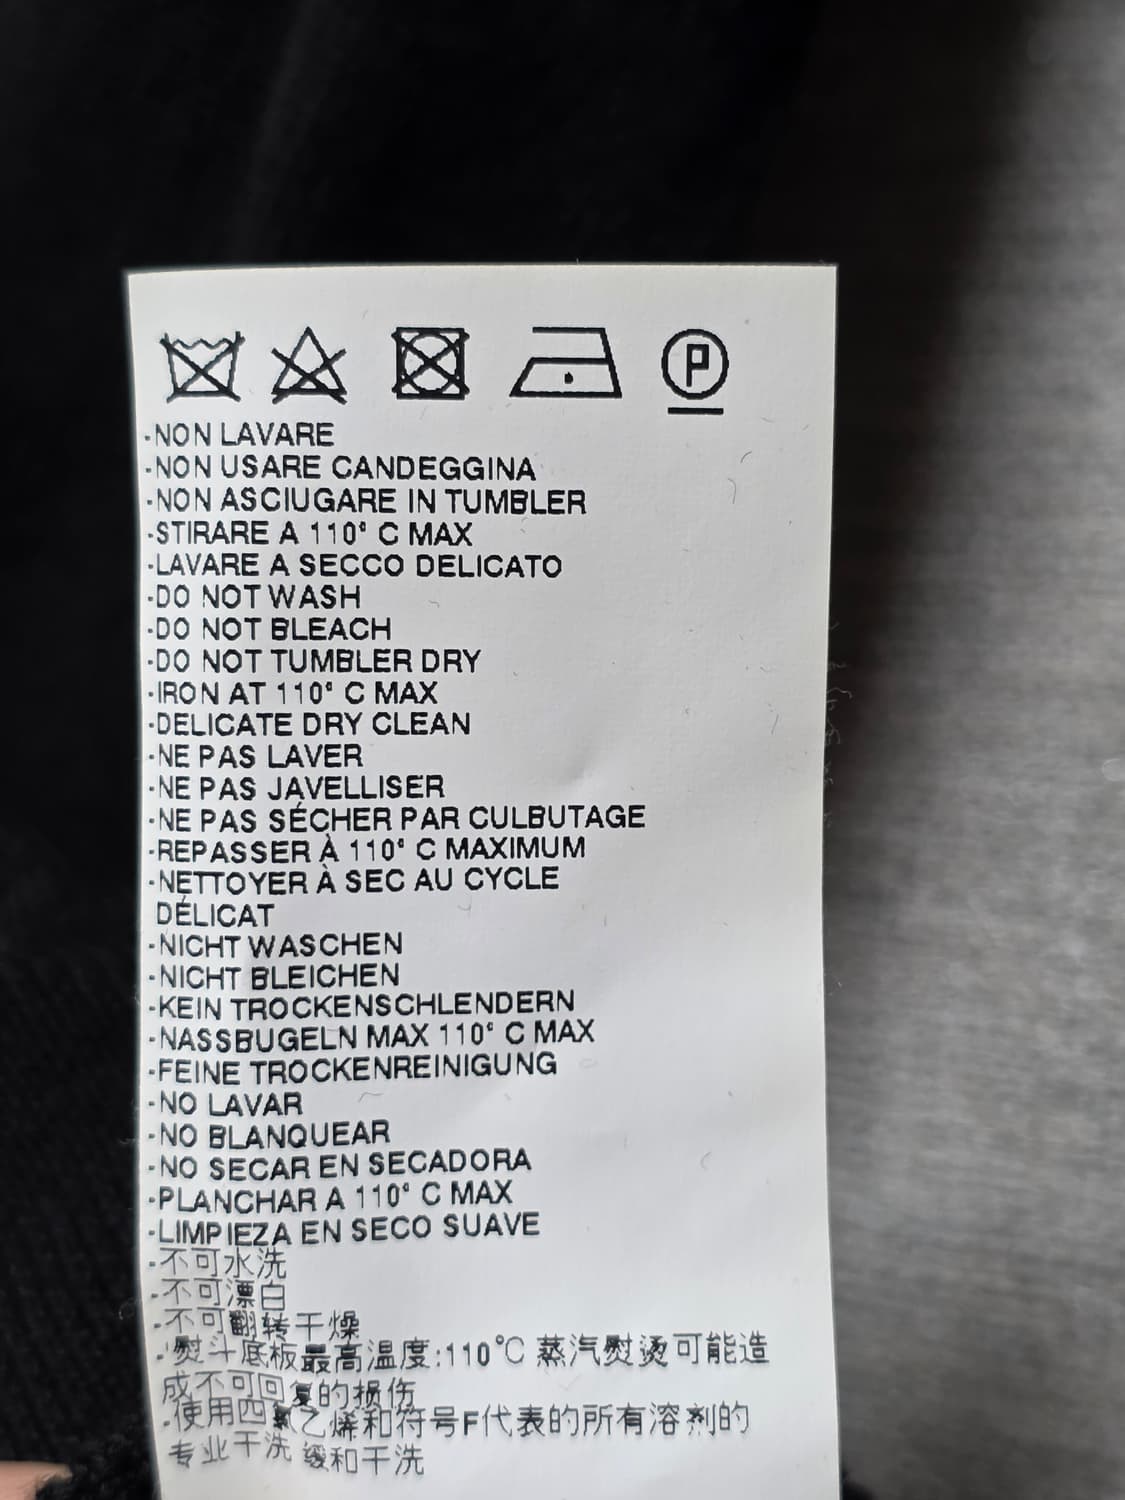 P
-NON LAVARE
-NON USARE CANDEGGINA
-NON ASCIUGARE IN TUMBLER
-STIRARE A 110° C MAX
-LAVARE A SECCO DELICATO
-DO NOT WASH
-DO NOT BLEACH
-DO NOT TUMBLER DRY
-IRON AT 110° C MAX
-DELICATE DRY CLEAN
-NE PAS LAVER
-NE PAS JAVELLISER
-NE PAS SÉCHER PAR CULBUTAGE
-REPASSER À 110° C MAXIMUM
-NETTOYER À SEC AU CYCLE
DÉLICAT
-NICHT WASCHEN
-NICHT BLEICHEN
-KEIN TROCKENSCHLENDERN
-NASSBUGELN MAX 110° C MAX
-FEINE TROCKENREINIGUNG
-NO LAVAR
-NO BLANQUEAR
-NO SECAR EN SECADORA
-PLANCHAR A 110° C MAX
-LIMPIEZA EN SECO SUAVE
-不可水洗
-不可漂白
-不可翻转干燥
-熨斗底板最高温度:110°C 蒸汽熨烫可能造
成不可回复的损伤
-使用四氯乙烯和符号F代表的所有溶剂的
专业干洗 缓和干洗